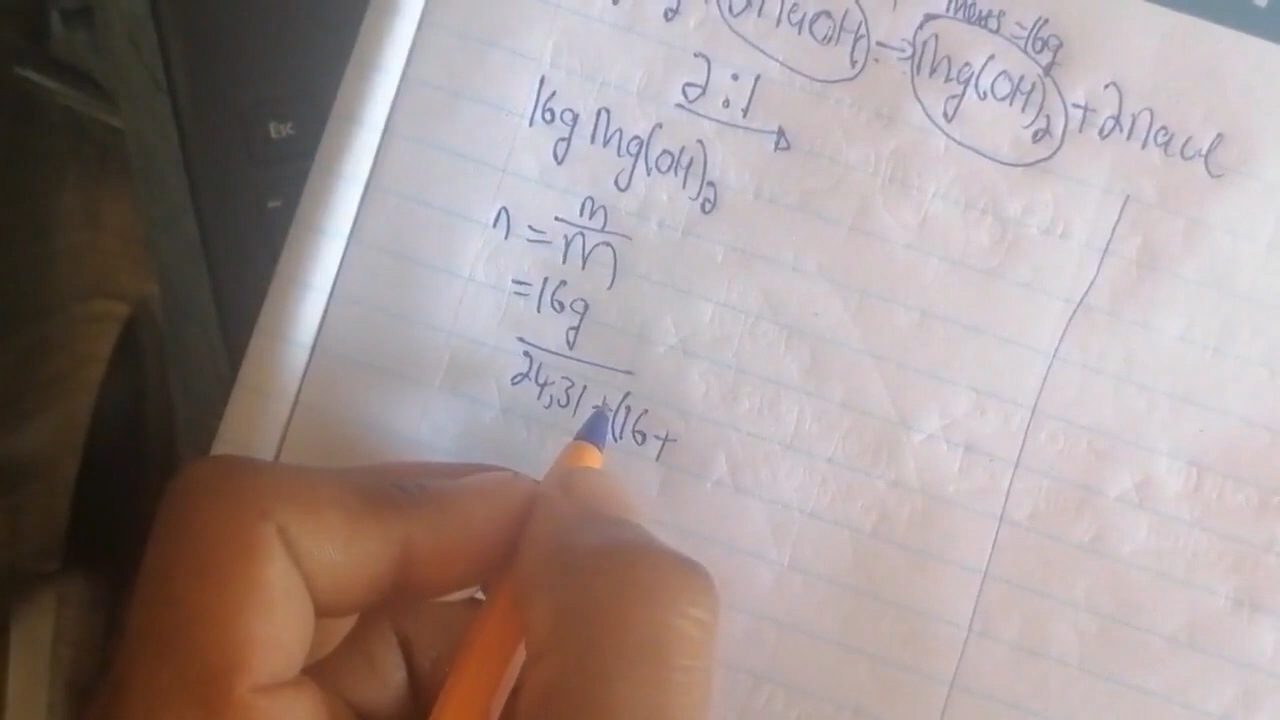 Esc
mass = 16g
NaOH → Mg(OH)2 + 2Nacl
2:1
16g Mg(OH)2
n = m
M
= 16g
24,31 + (16 +